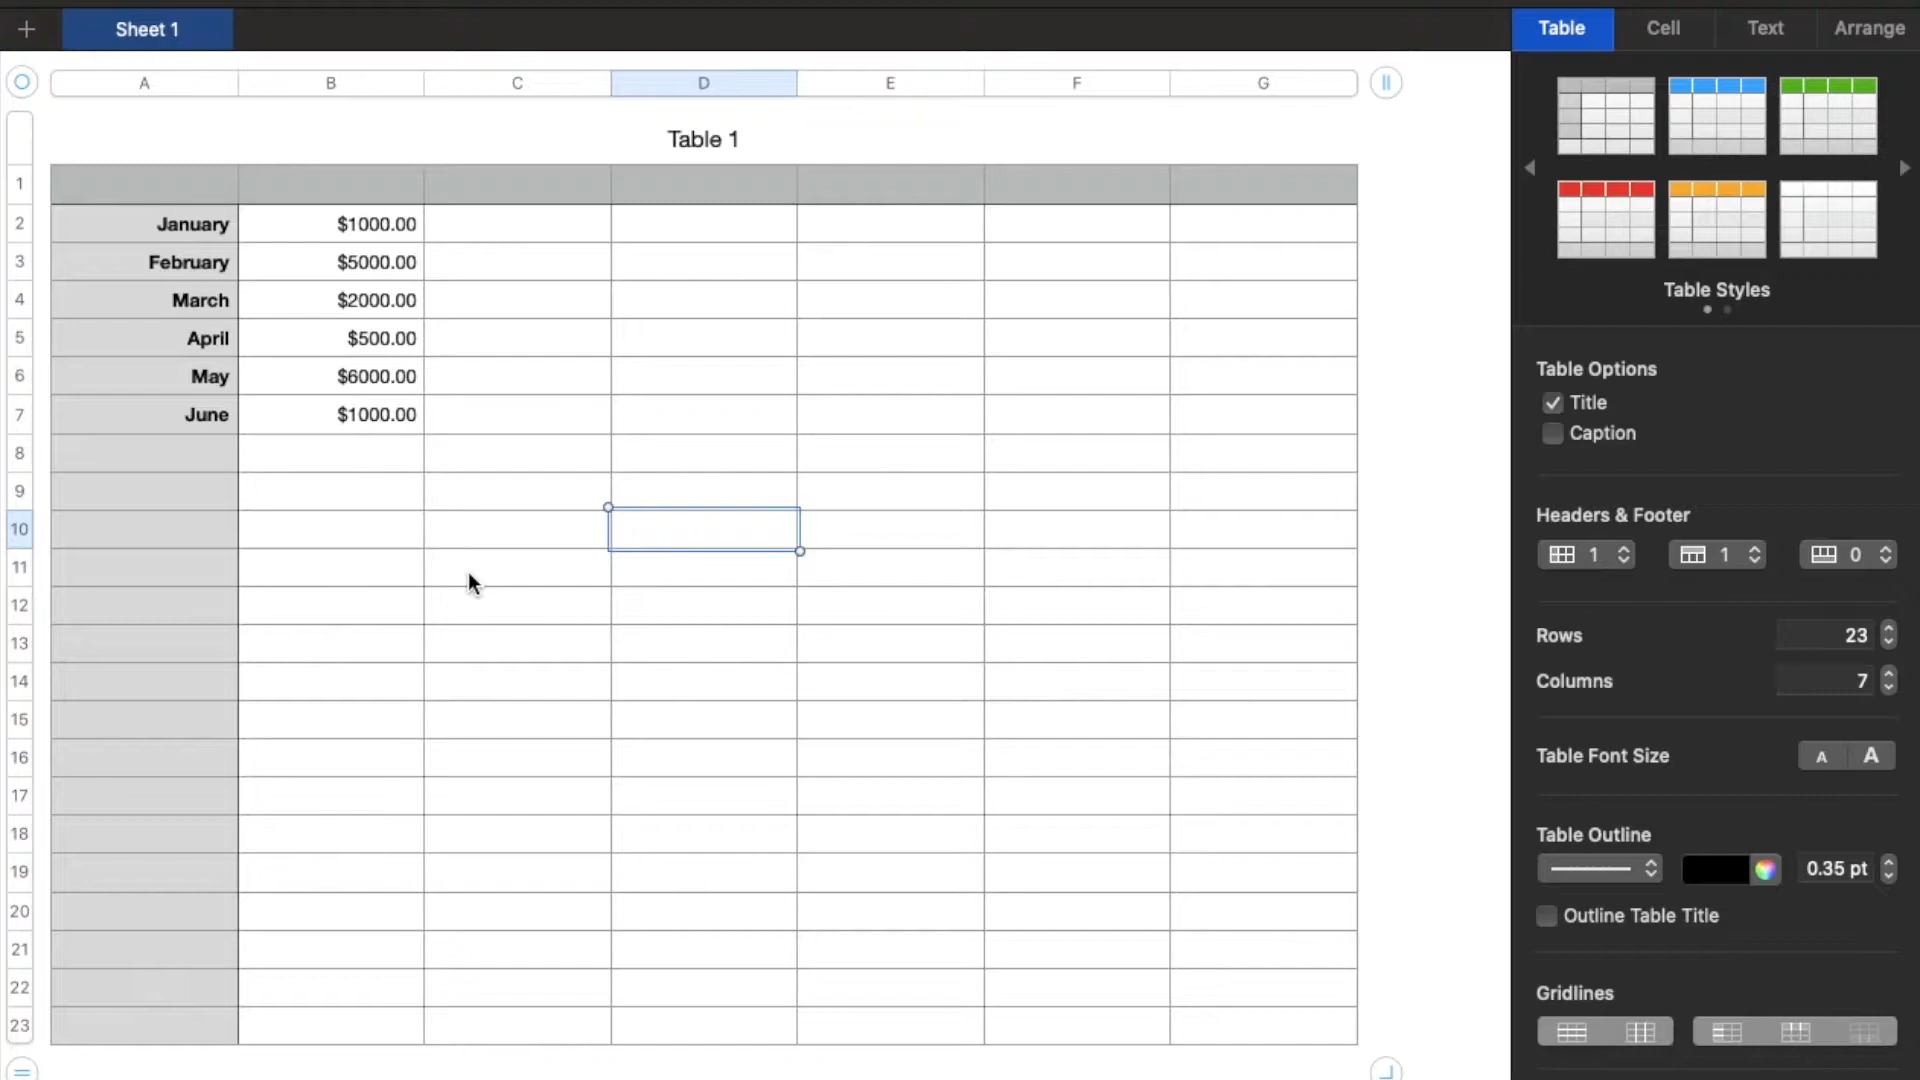 Sheet 1
Table Cell Text Arrange
A B C D E F G
Table 1
1
2 January $1000.00
3 February $5000.00
4 March $2000.00
5 April $500.00
6 May $6000.00
7 June $1000.00
8
9
10
11
12
13
14
15
16
17
18
19
20
21
22
23
Table Styles
Table Options
Title
Caption
Headers & Footer
1 1 0
Rows 23
Columns 7
Table Font Size A A
Table Outline
0.35 pt
Outline Table Title
Gridlines